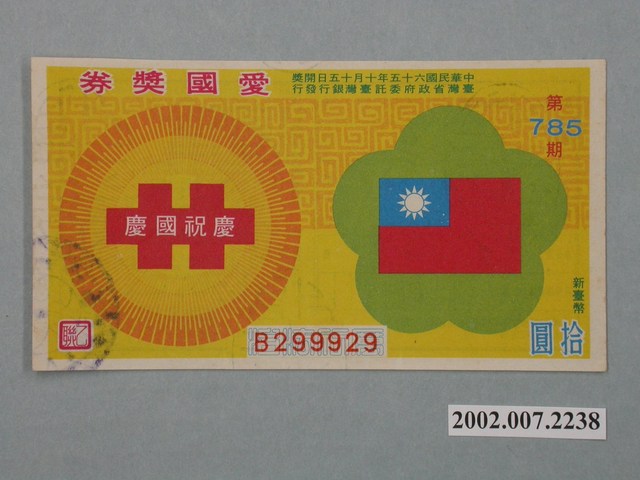 愛國獎券
中華民國六十五年十月十五日開獎
臺灣省政府委託臺灣銀行發行
第
785
期
慶祝國慶
新臺幣
拾圓
乙聯
B299929
2002.007.2238